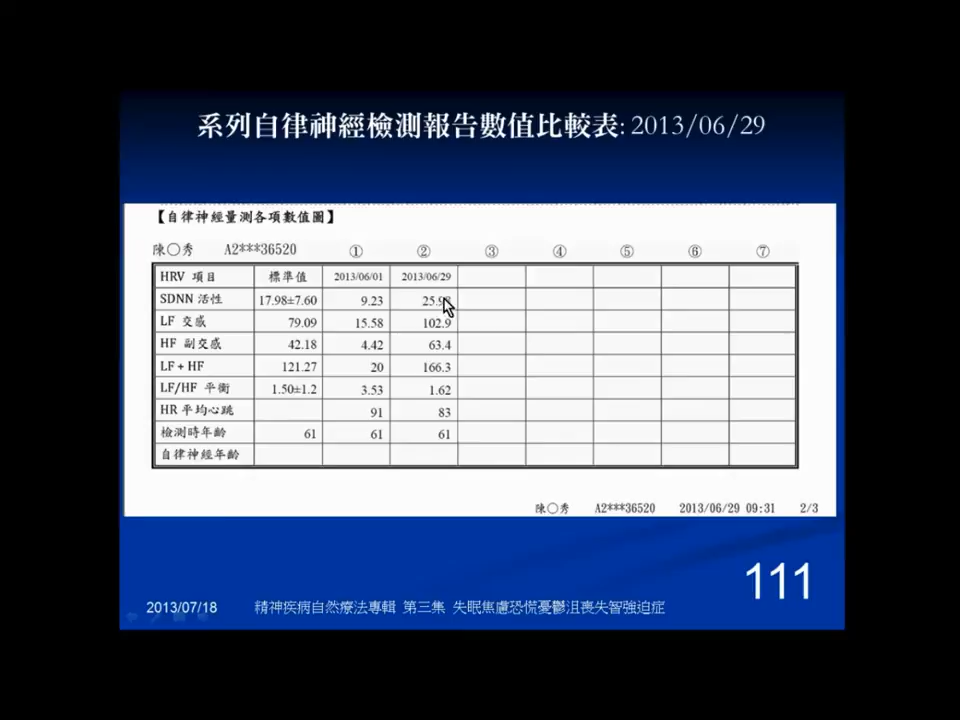 系列自律神經檢測報告數值比較表: 2013/06/29
【自律神經量測各項數值圖】
陳〇秀 A2***36520 ① ② ③ ④ ⑤ ⑥ ⑦
HRV 項目 標準值 2013/06/01 2013/06/29
SDNN 活性 17.98±7.60 9.23
LF 交感 79.09 15.58 102.9
HF 副交感 42.18 4.42 63.4
LF + HF 121.27 20 166.3
LF/HF 平衡 1.50±1.2 3.53 1.62
HR 平均心跳 91 83
檢測時年齡 61 61 61
自律神經年齡
陳〇秀 A2***36520 2013/06/29 09:31 2/3
111
2013/07/18 精神疾病自然療法專輯 第三集 失眠焦慮恐慌憂鬱沮喪失智強迫症